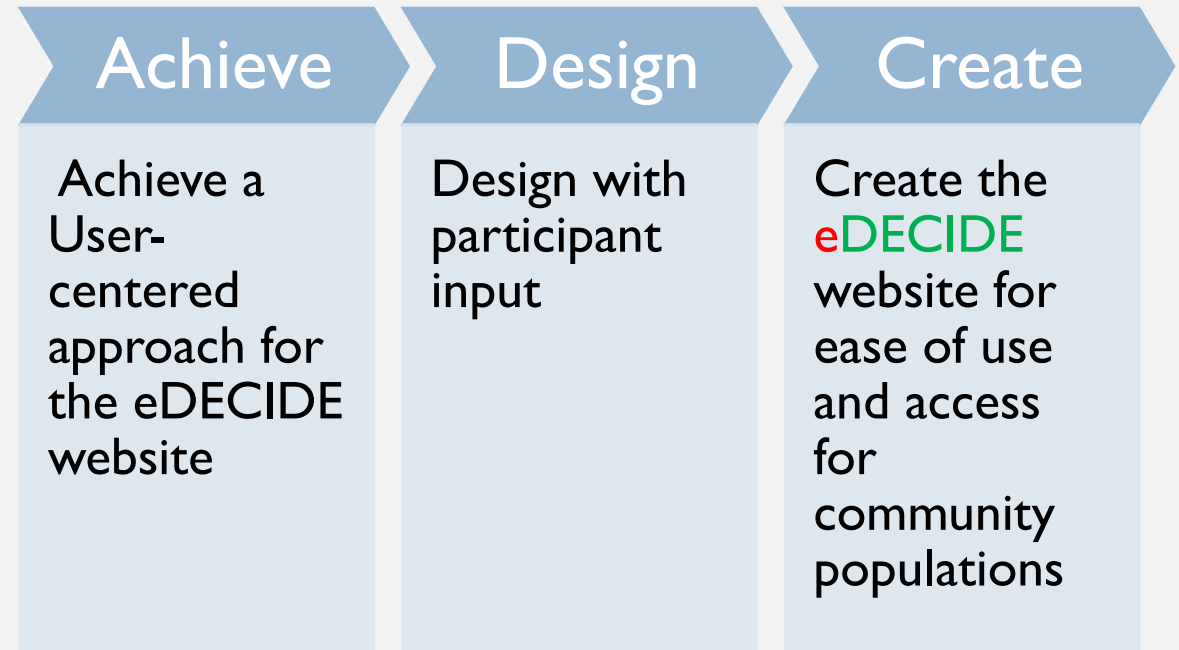 Achieve
Achieve a
User-
centered
approach for
the eDECIDE
website
Design
Design with
participant
input
Create
Create the
eDECIDE
website for
ease of use
and access
for
community
populations